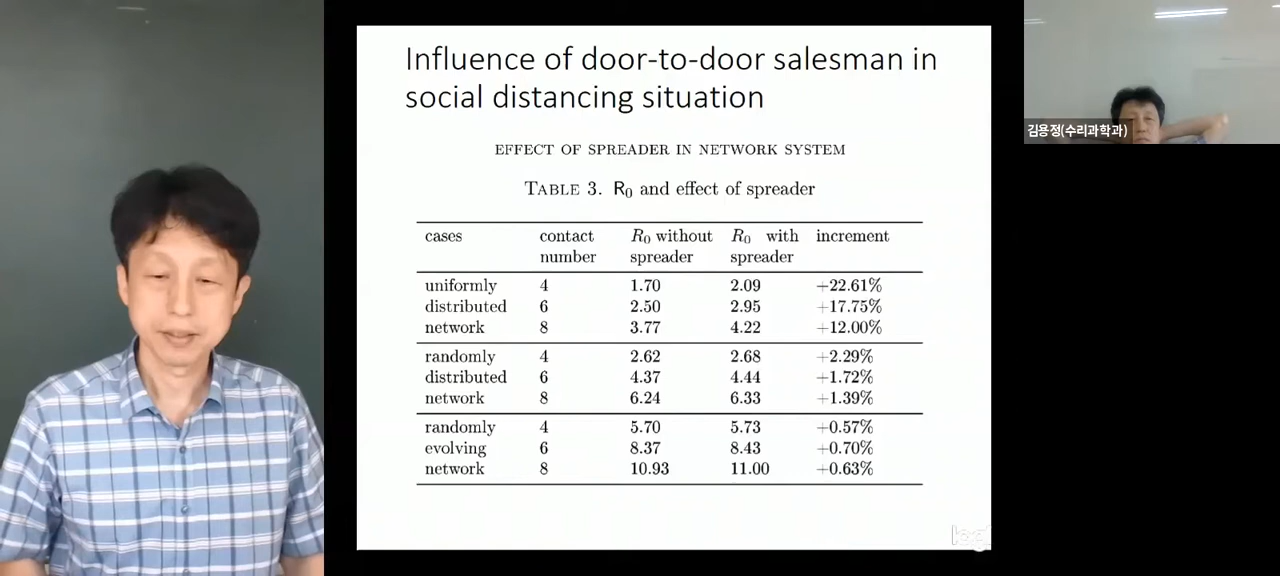 Influence of door-to-door salesman in
social distancing situation
EFFECT OF SPREADER IN NETWORK SYSTEM
TABLE 3. R₀ and effect of spreader
cases contact number R₀ without spreader R₀ with spreader increment
uniformly 4 1.70 2.09 +22.61%
distributed 6 2.50 2.95 +17.75%
network 8 3.77 4.22 +12.00%
randomly 4 2.62 2.68 +2.29%
distributed 6 4.37 4.44 +1.72%
network 8 6.24 6.33 +1.39%
randomly 4 5.70 5.73 +0.57%
evolving 6 8.37 8.43 +0.70%
network 8 10.93 11.00 +0.63%
김용정(수리과학과)